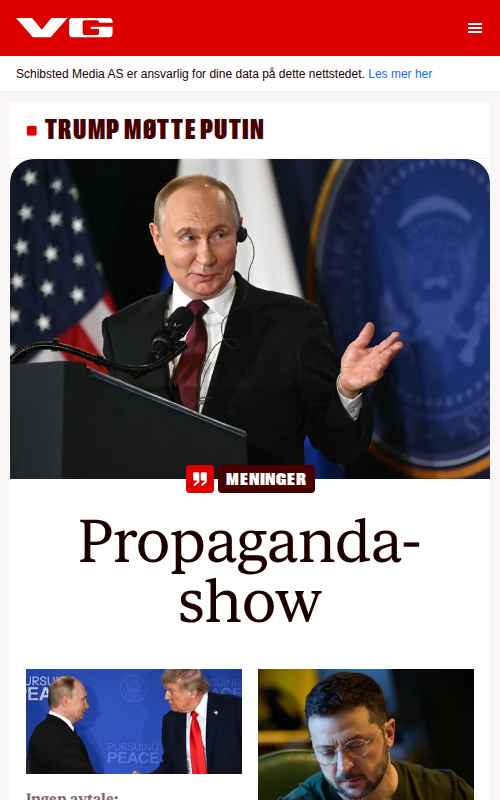 VG
Schibsted Media AS er ansvarlig for dine data på dette nettstedet. Les mer her
TRUMP MØTTE PUTIN
MENINGER
Propaganda-
show
PURSUING
PEACE
PURSUING
PEACE
Ingen avtale: